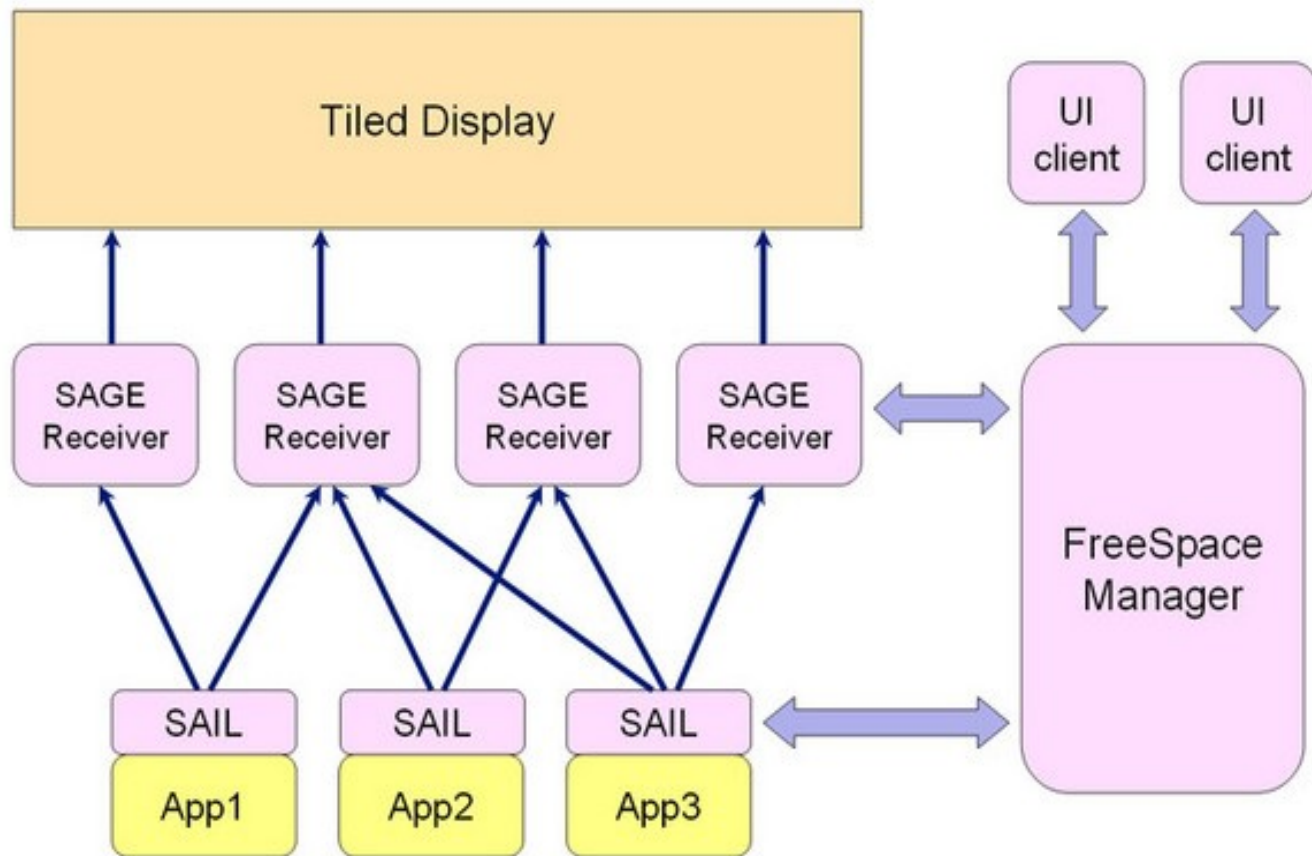 Tiled Display
UI
client
UI
client
SAGE
Receiver
SAGE
Receiver
SAGE
Receiver
SAGE
Receiver
FreeSpace
Manager
SAIL
SAIL
SAIL
App1
App2
App3